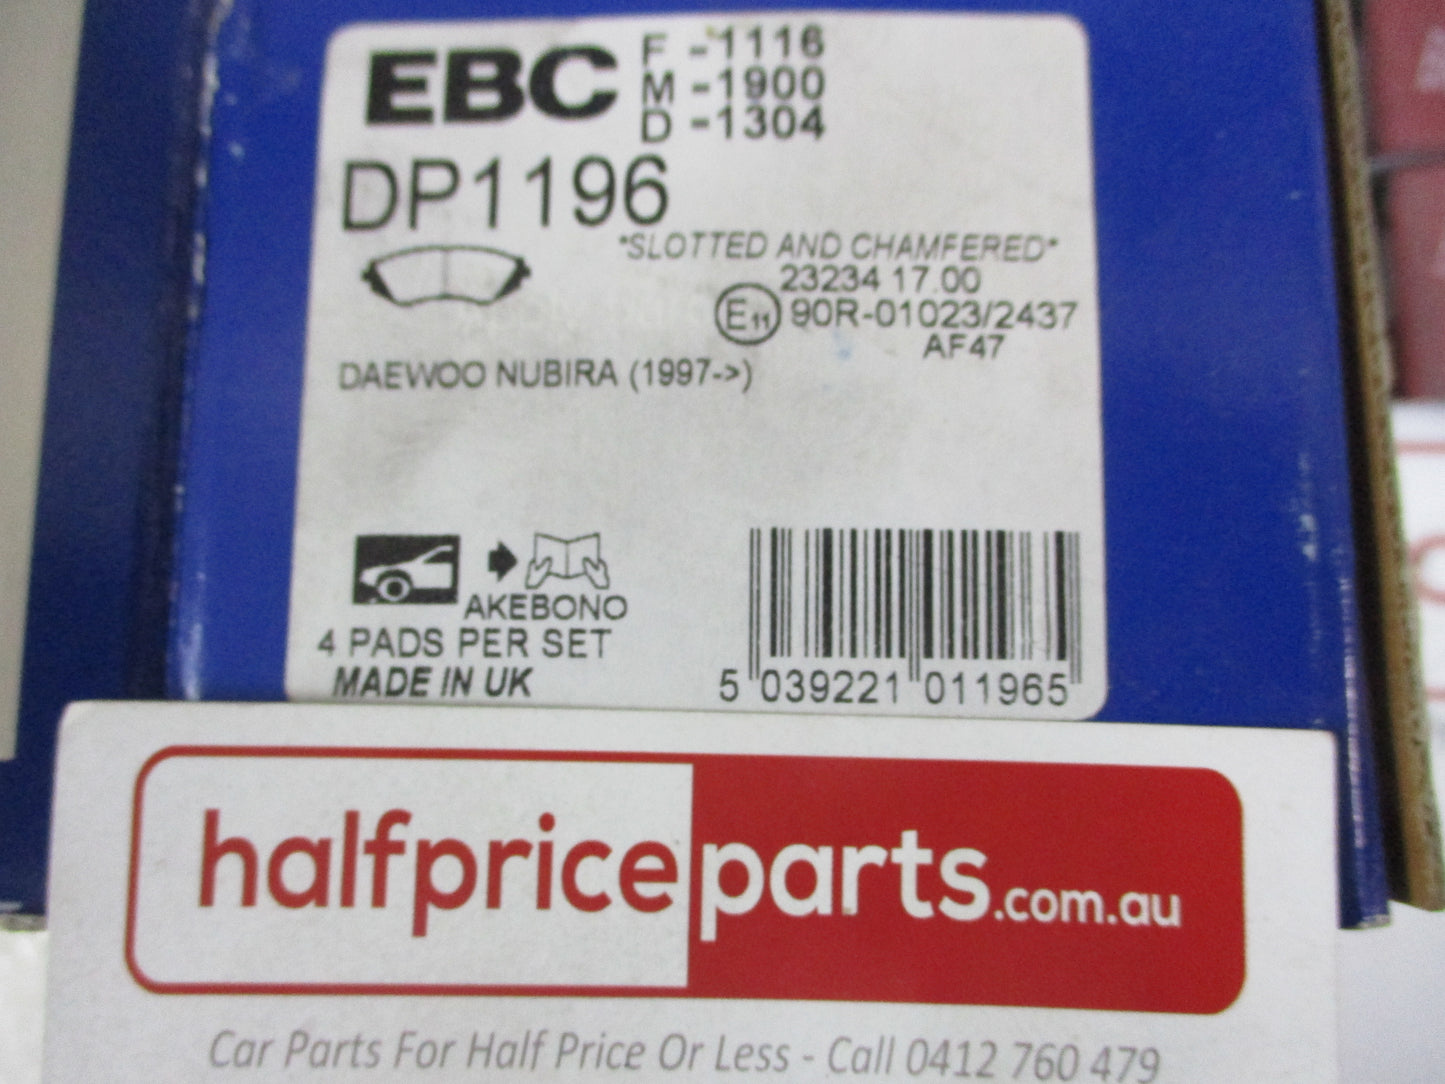 EBC
F -1116
M -1900
D -1304
DP1196
*SLOTTED AND CHAMFERED*
23234 17.00
E11 90R-01023/2437
AF47
DAEWOO NUBIRA (1997->)
AKEBONO
4 PADS PER SET
MADE IN UK
5 039221 011965
halfpriceparts.com.au
Car Parts For Half Price Or Less - Call 0412 760 479